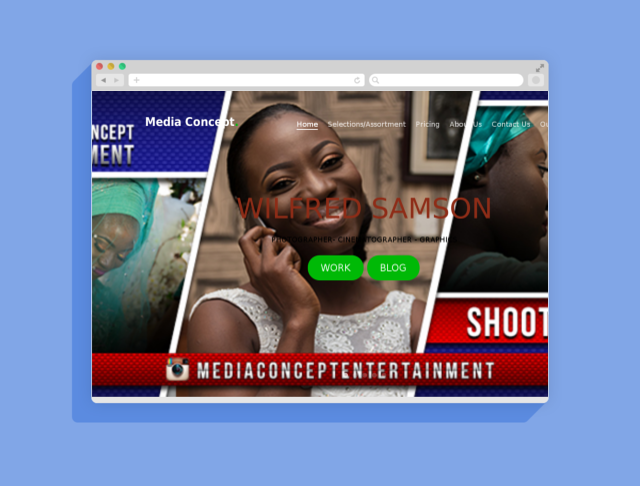 NCEPT
MENT
Media Concept
Home Selections/Assortment Pricing About Us Contact Us Ou
WILFRED SAMSON
PHOTOGRAPHER· CINEMATOGRAPHER · GRAPHI
WORK BLOG
SHOOT
MEDIACONCEPTENTERTAINMENT